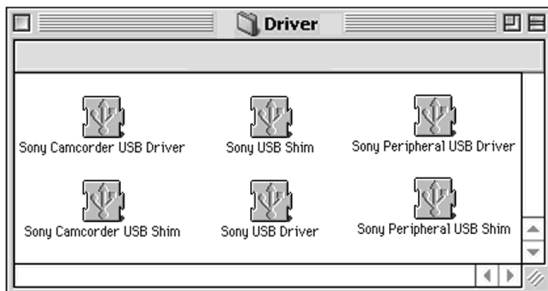 Driver
Sony Camcorder USB Driver
Sony USB Shim
Sony Peripheral USB Driver
Sony Camcorder USB Shim
Sony USB Driver
Sony Peripheral USB Shim